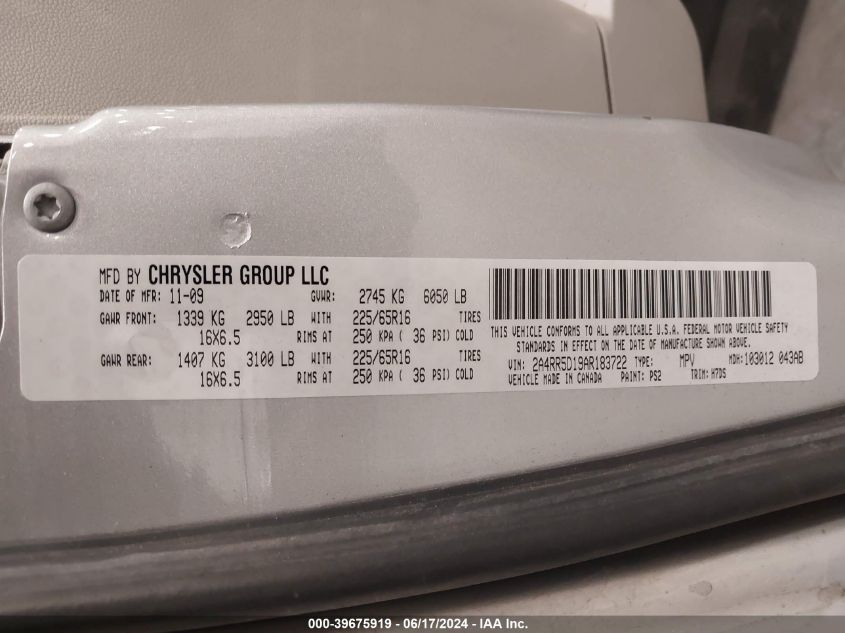 MFD BY CHRYSLER GROUP LLC
DATE OF MFR: 11-09 GVWR: 2745 KG 6050 LB
GAWR FRONT: 1339 KG 2950 LB WITH 225/65R16 TIRES
16X6.5 RIMS AT 250 KPA ( 36 PSI) COLD
GAWR REAR: 1407 KG 3100 LB WITH 225/65R16 TIRES
16X6.5 RIMS AT 250 KPA ( 36 PSI) COLD
THIS VEHICLE CONFORMS TO ALL APPLICABLE U.S.A. FEDERAL MOTOR VEHICLE SAFETY
STANDARDS IN EFFECT ON THE DATE OF MANUFACTURE SHOWN ABOVE.
VIN: 2A4RR5D19AR183722 TYPE: MPV MDH:103012 043AB
VEHICLE MADE IN CANADA PAINT: PS2 TRIM: H7DS
000-39675919 - 06/17/2024 - IAA Inc.